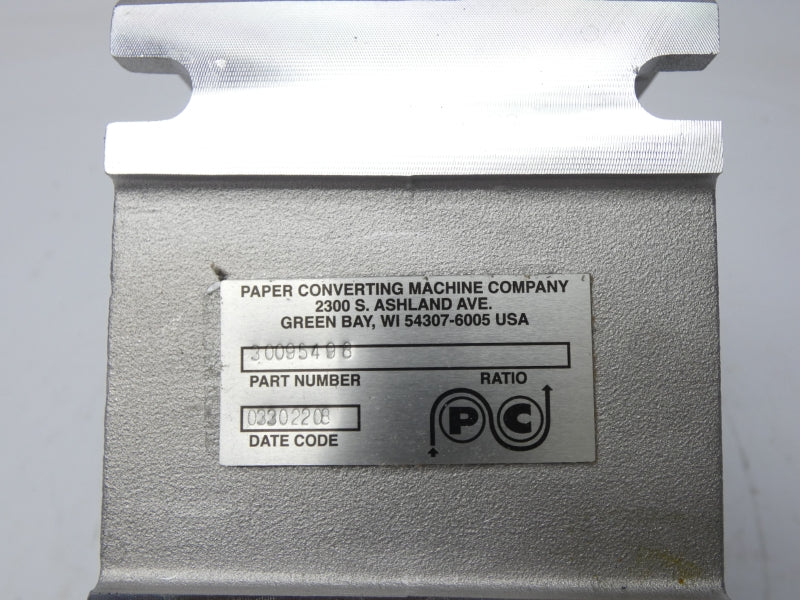 PAPER CONVERTING MACHINE COMPANY
2300 S. ASHLAND AVE.
GREEN BAY, WI 54307-6005 USA
30095498
PART NUMBER RATIO
03302208
DATE CODE
PC